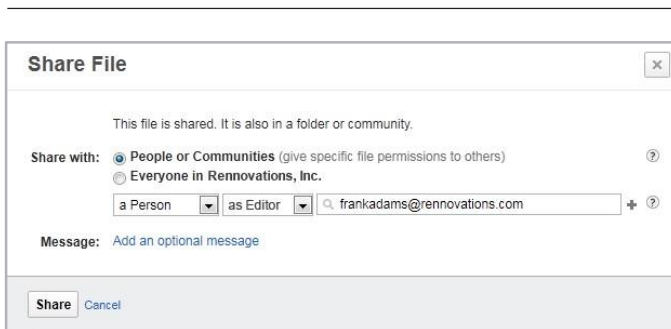 Share File
This file is shared. It is also in a folder or community.
Share with: People or Communities (give specific file permissions to others)
Everyone in Rennovations, Inc.
a Person as Editor frankadams@rennovations.com
Message: Add an optional message
Share Cancel